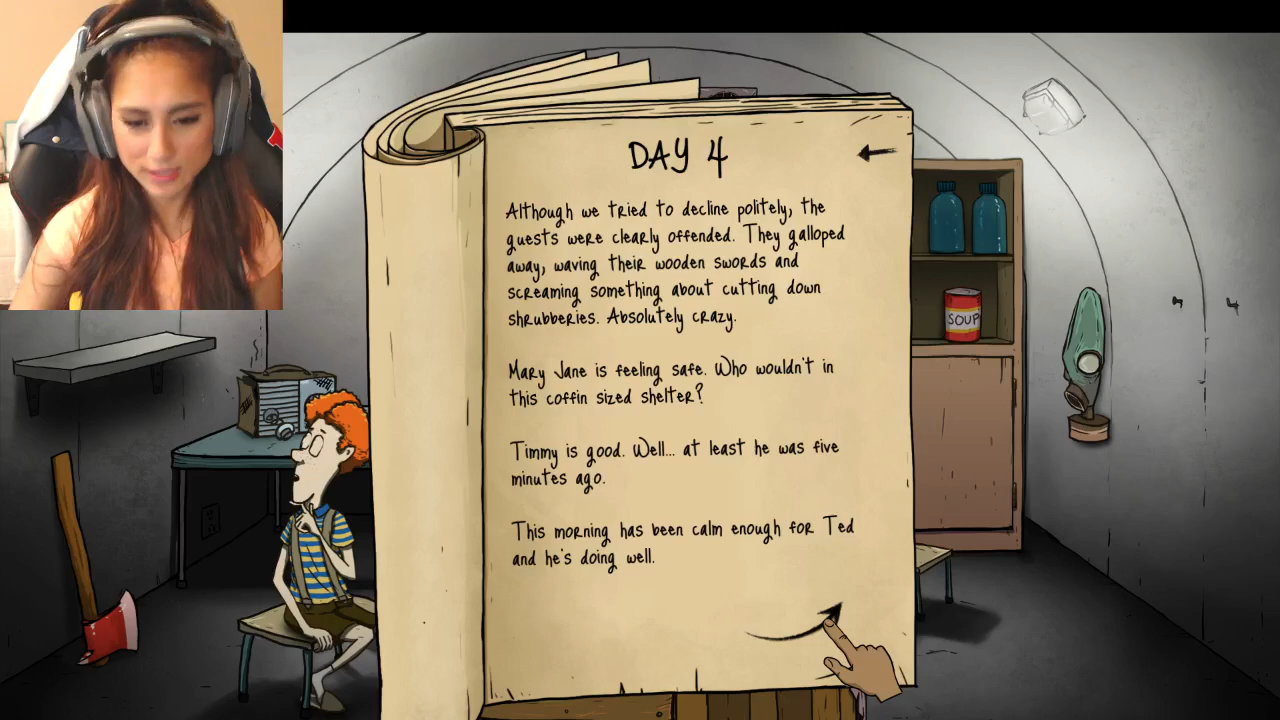 DAY 4
Although we tried to decline politely, the
guests were clearly offended. They galloped
away, waving their wooden swords and
screaming something about cutting down
shrubberies. Absolutely crazy.
Mary Jane is feeling safe. Who wouldn't in
this coffin sized shelter?
Timmy is good. Well... at least he was five
minutes ago.
This morning has been calm enough for Ted
and he's doing well.
SOUP